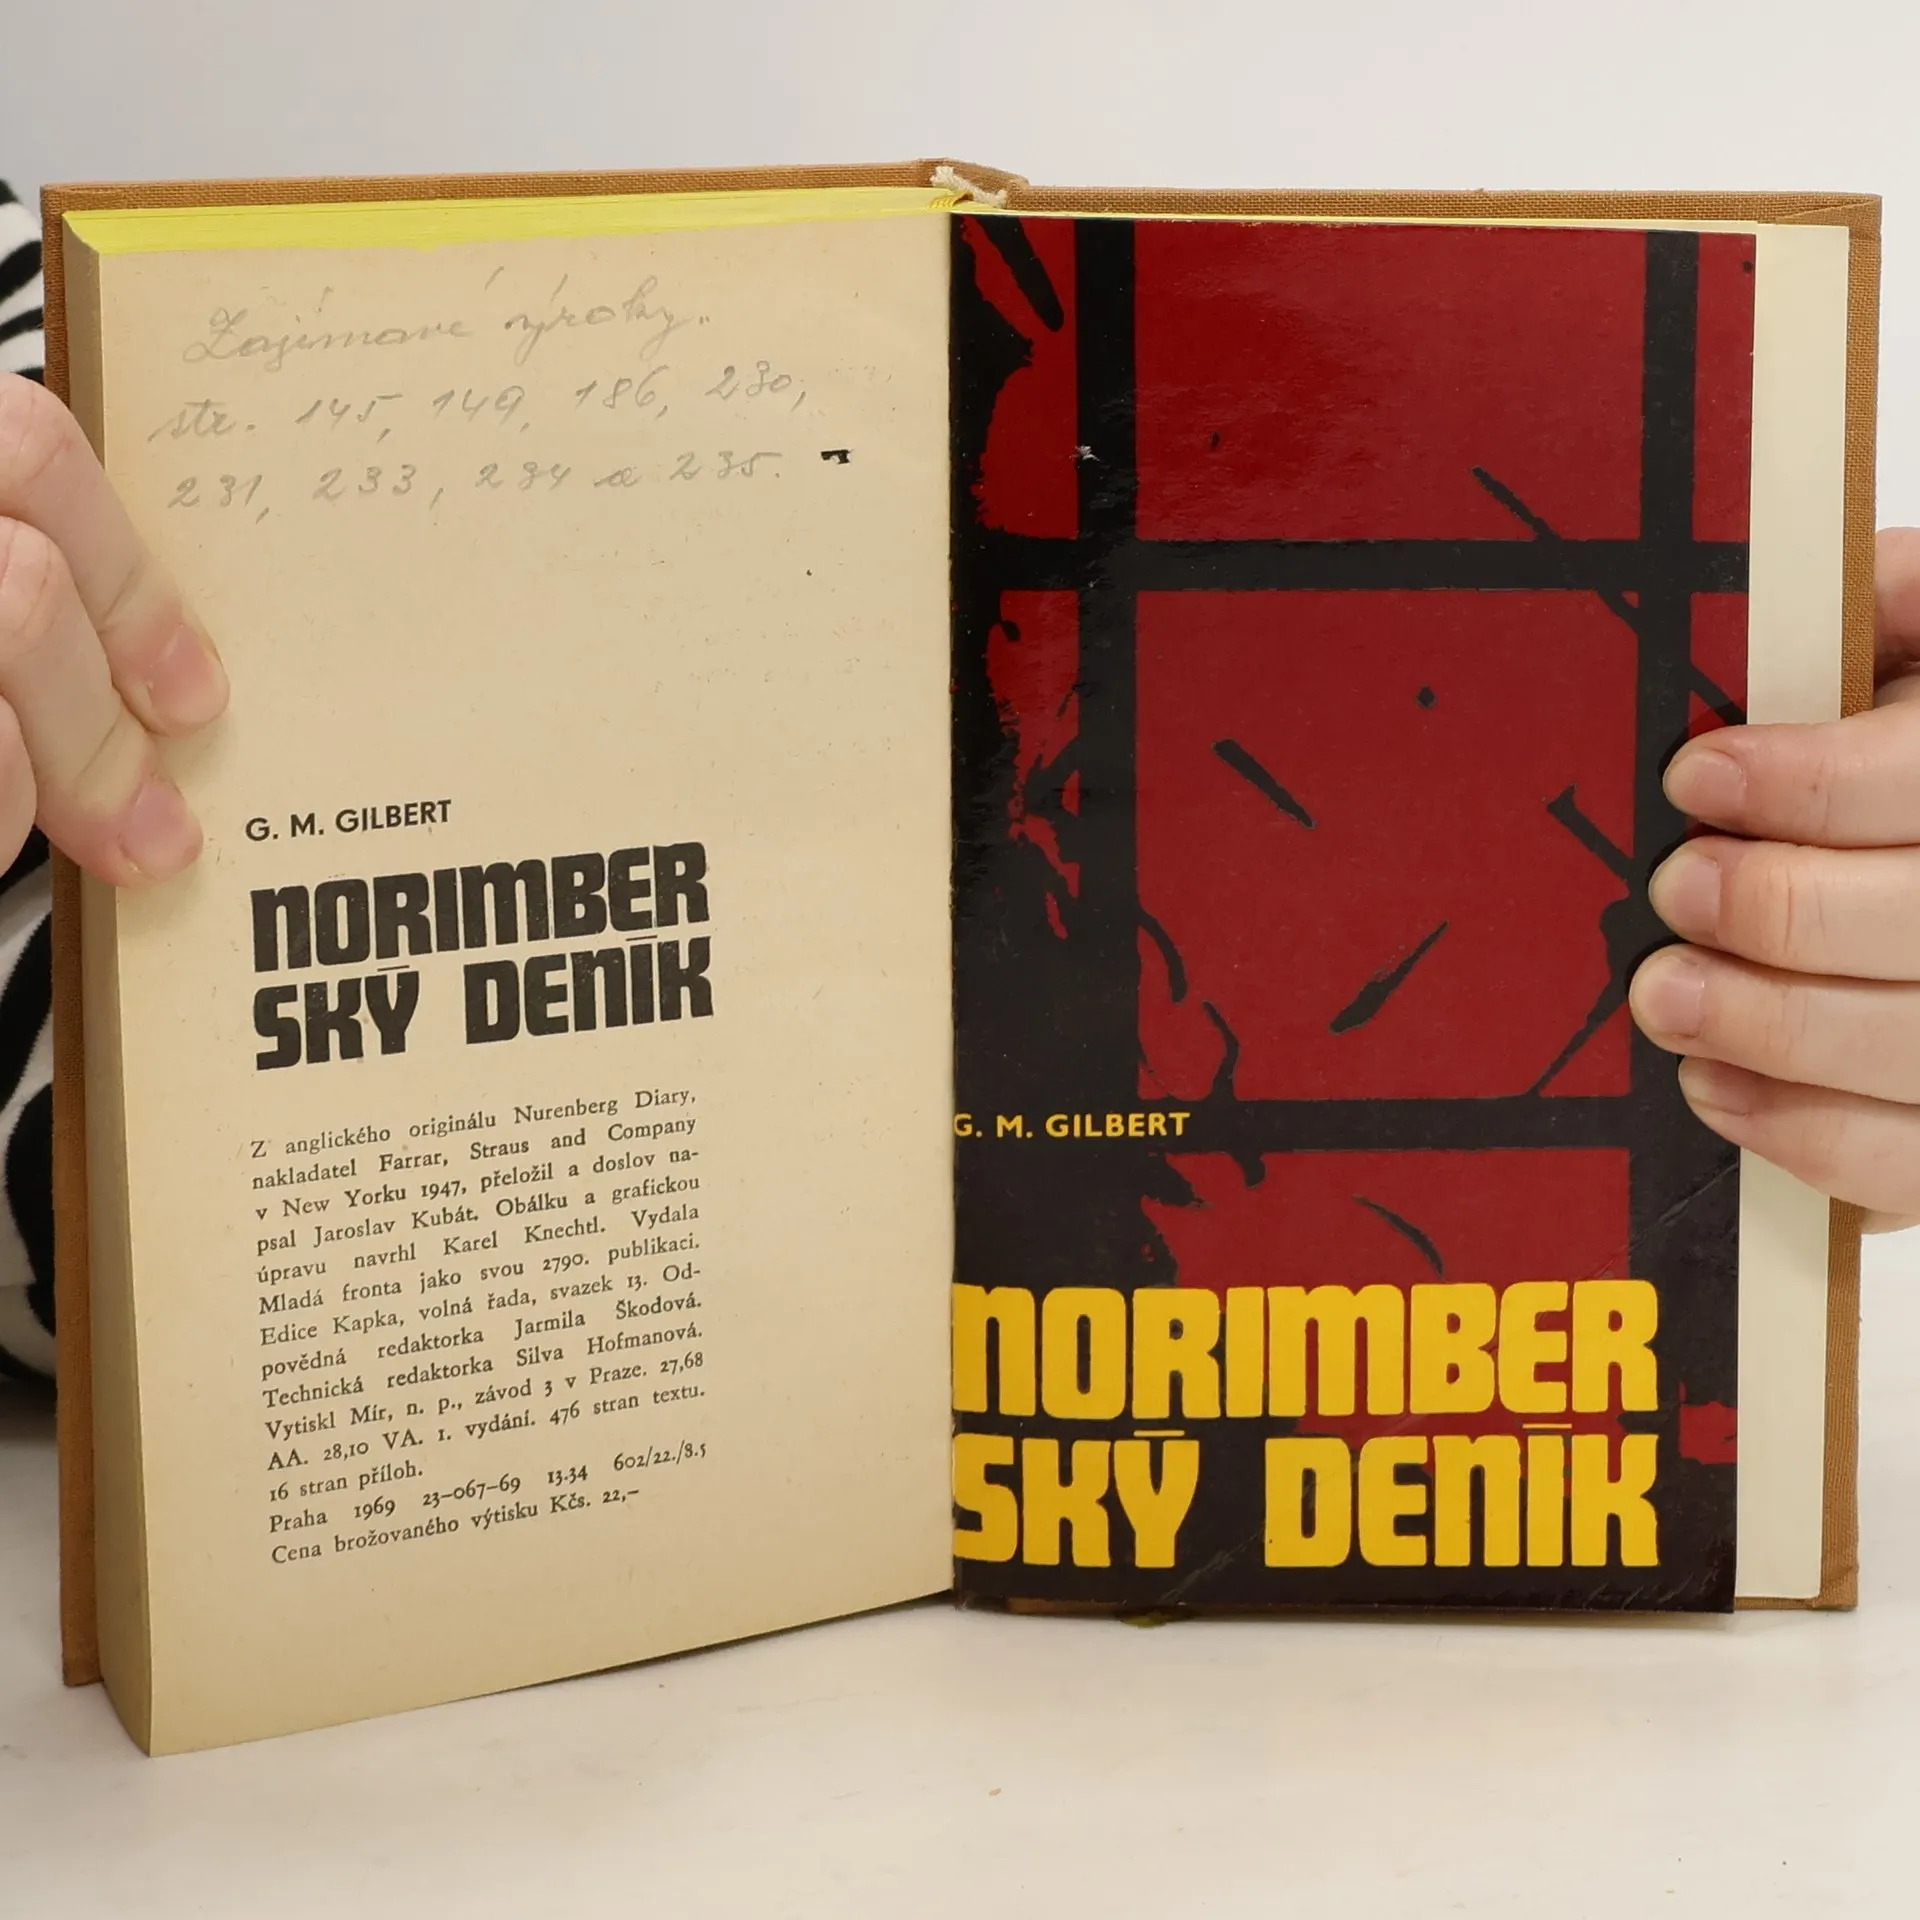 Zajímavé výroky.
str. 145, 149, 186, 230,
231, 233, 234 a 235.
G. M. GILBERT
NORIMBER
SKÝ DENÍK
Z anglického originálu Nurenberg Diary,
nakladatel Farrar, Straus and Company
v New Yorku 1947, přeložil a doslov na-
psal Jaroslav Kubát. Obálku a grafickou
úpravu navrhl Karel Knechtl. Vydala
Mladá fronta jako svou 2790. publikaci.
Edice Kapka, volná řada, svazek 13. Od-
povědná redaktorka Jarmila Škodová.
Technická redaktorka Silva Hofmanová.
Vytiskl Mír, n. p., závod 3 v Praze. 27,68
AA. 28,10 VA. 1. vydání. 476 stran textu.
16 stran příloh.
Praha 1969 23–067–69 13.34 602/22./8.5
Cena brožovaného výtisku Kčs. 22,–
G. M. GILBERT
NORIMBER
SKÝ DENÍK